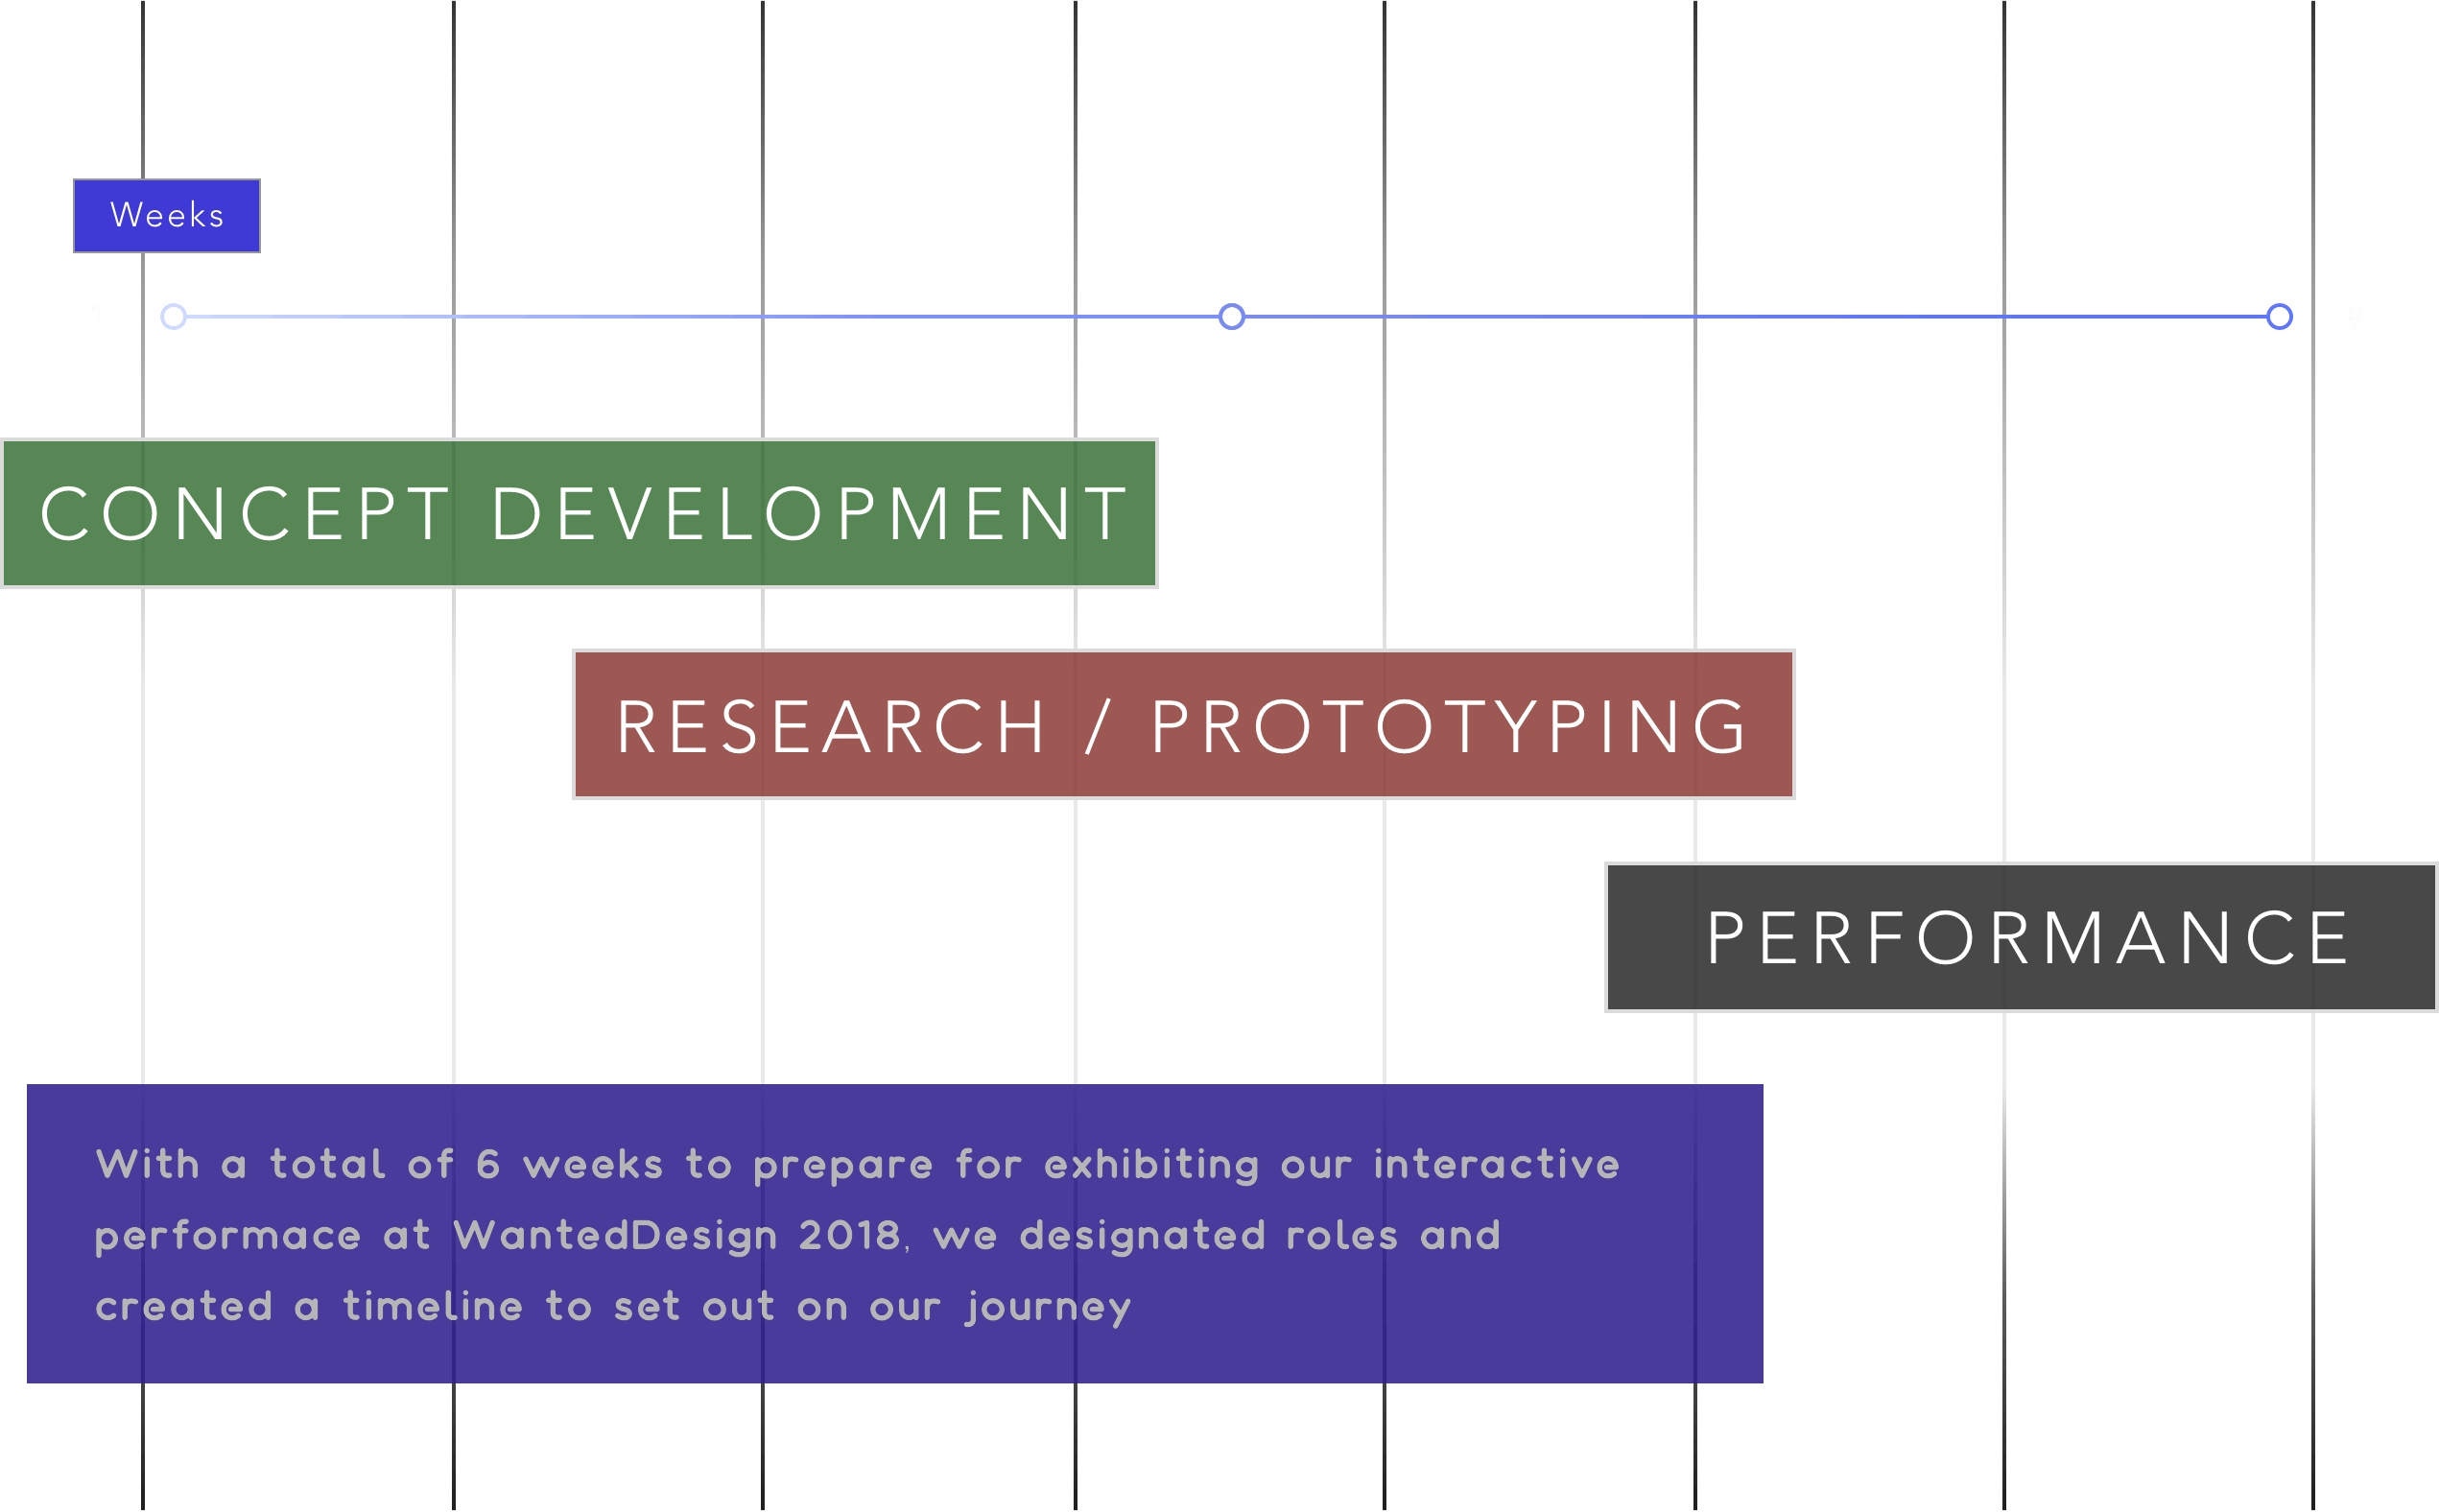 Weeks
CONCEPT DEVELOPMENT
RESEARCH / PROTOTYPING
PERFORMANCE
With a total of 6 weeks to prepare for exhibiting our interactive
performace at WantedDesign 2018, we designated roles and
created a timeline to set out on our journey